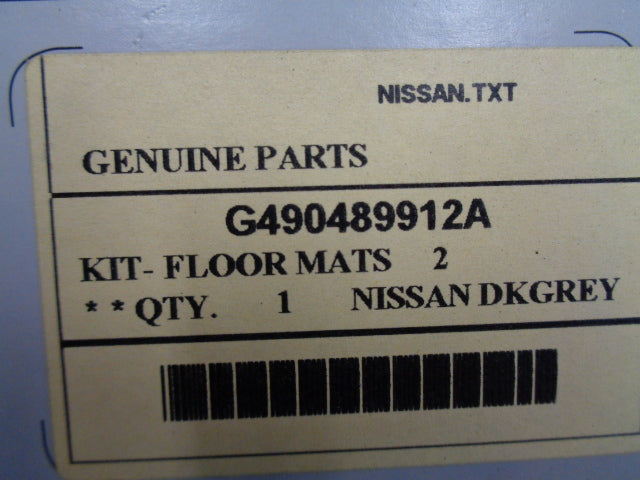 NISSAN.TXT
GENUINE PARTS
G490489912A
KIT- FLOOR MATS 2
* * QTY. 1 NISSAN DKGREY